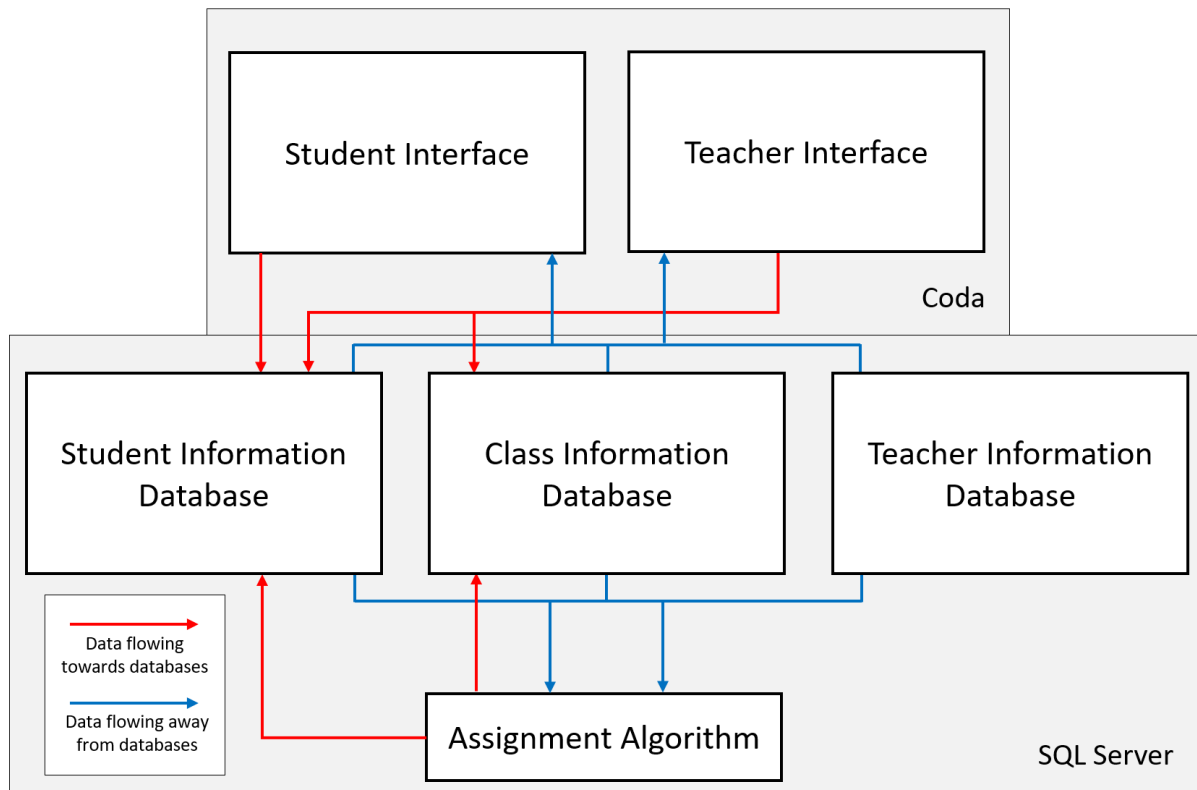 Student Interface
Teacher Interface
Coda
Student Information
Database
Class Information
Database
Teacher Information
Database
Data flowing
towards databases
Data flowing away
from databases
Assignment Algorithm
SQL Server